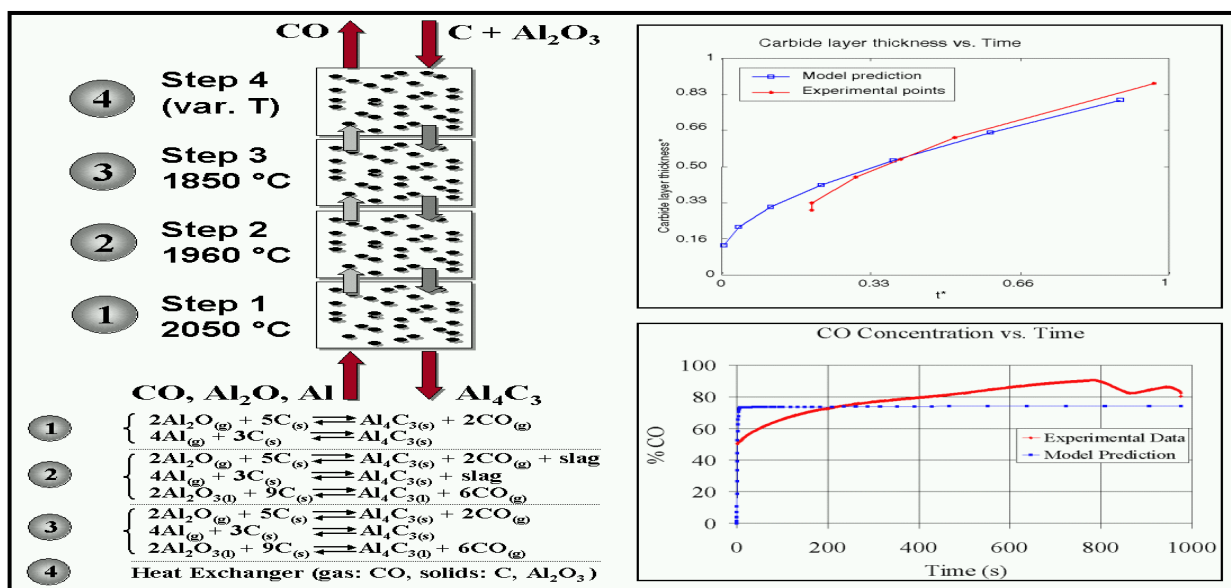 CO
C + Al₂O₃
4
Step 4
(var. T)
3
Step 3
1850 °C
2
Step 2
1960 °C
1
Step 1
2050 °C
CO, Al₂O, Al
Al₄C₃
1
2Al₂O(g) + 5C(s) ⇌ Al₄C₃(s) + 2CO(g)
4Al(g) + 3C(s) ⇌ Al₄C₃(s)
2
2Al₂O(g) + 5C(s) ⇌ Al₄C₃(s) + 2CO(g) + slag
4Al(g) + 3C(s) ⇌ Al₄C₃(s) + slag
2Al₂O₃(l) + 9C(s) ⇌ Al₄C₃(l) + 6CO(g)
3
2Al₂O(g) + 5C(s) ⇌ Al₄C₃(s) + 2CO(g)
4Al(g) + 3C(s) ⇌ Al₄C₃(s)
2Al₂O₃(l) + 9C(s) ⇌ Al₄C₃(l) + 6CO(g)
4
Heat Exchanger (gas: CO, solids: C, Al₂O₃)
Carbide layer thickness vs. Time
Model prediction
Experimental points
Carbide layer thickness*
1
0.83
0.66
0.50
0.33
0.16
0
0
0.33
0.66
1
t*
CO Concentration vs. Time
%CO
100
80
60
40
20
0
Experimental Data
Model Prediction
0
200
400
600
800
1000
Time (s)